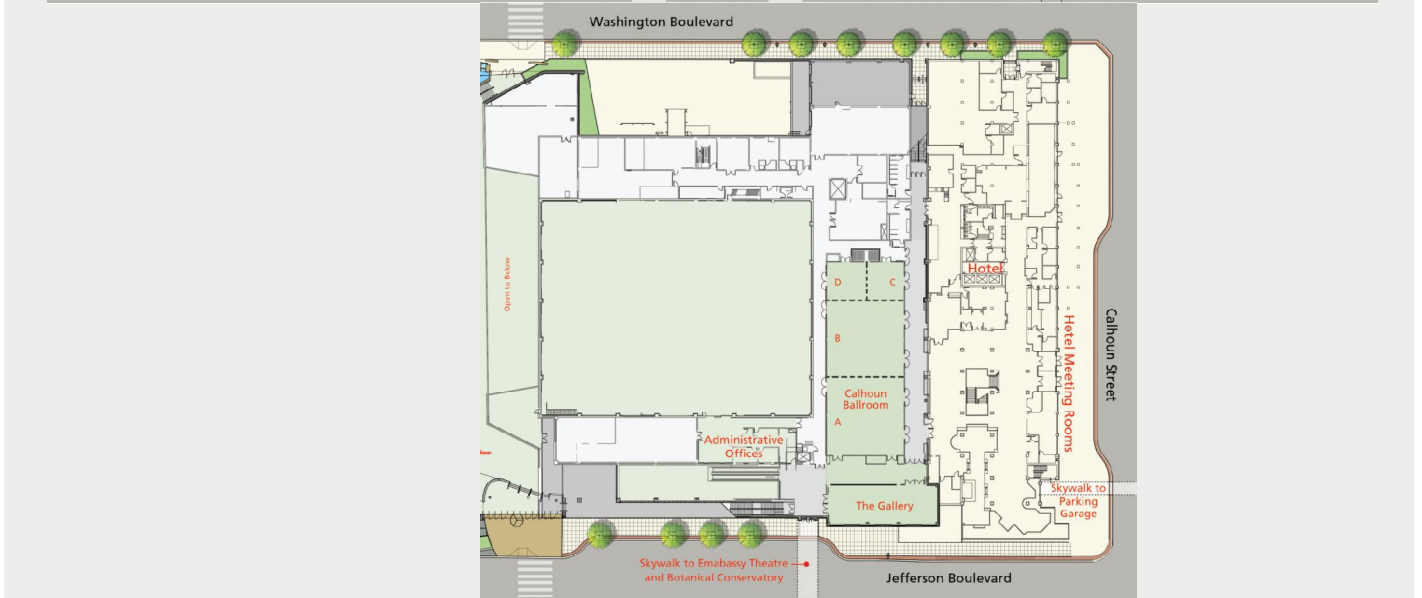 Washington Boulevard
Open to Below
D
C
Hotel
B
Hotel Meeting Rooms
Calhoun Street
Calhoun
Ballroom
A
Administrative
Offices
Skywalk to
Parking
Garage
The Gallery
Skywalk to Emabassy Theatre
and Botanical Conservatory
Jefferson Boulevard